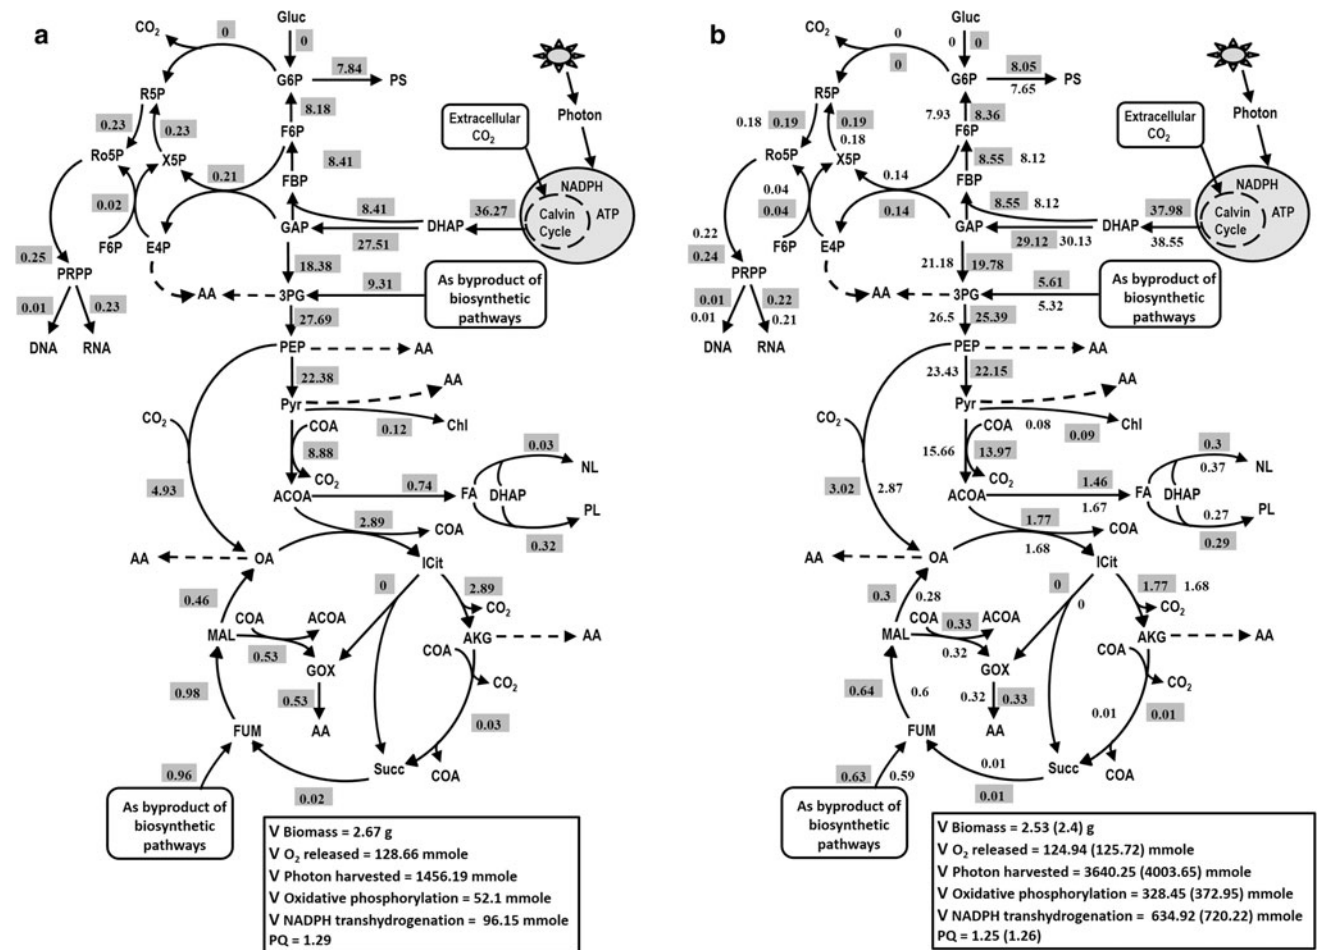 a
Gluc
0
CO₂
0
G6P
7.84
PS
R5P
8.18
0.23
0.23
F6P
Extracellular
CO₂
Photon
Ro5P
X5P
8.41
0.21
FBP
NADPH
0.02
8.41
36.27
Calvin
Cycle
ATP
F6P
E4P
GAP
DHAP
27.51
0.25
PRPP
18.38
As byproduct of
biosynthetic
pathways
AA
3PG
9.31
0.01
0.23
27.69
DNA
RNA
PEP
AA
22.38
AA
Pyr
CO₂
COA
0.12
Chl
8.88
0.03
CO₂
NL
4.93
ACOA
0.74
FA
DHAP
PL
2.89
COA
0.32
AA
OA
ICit
0
2.89
0.46
COA
ACOA
CO₂
MAL
AKG
AA
0.53
COA
GOX
CO₂
0.98
0.53
FUM
AA
0.03
0.96
Succ
COA
0.02
As byproduct of
biosynthetic
pathways
V Biomass = 2.67 g
V O₂ released = 128.66 mmole
V Photon harvested = 1456.19 mmole
V Oxidative phosphorylation = 52.1 mmole
V NADPH transhydrogenation = 96.15 mmole
PQ = 1.29
b
Gluc
0 0
CO₂
0
0
G6P
8.05
7.65
PS
R5P
7.93 8.36
0.18 0.19
0.19
0.18
F6P
Extracellular
CO₂
Photon
Ro5P
X5P
8.55 8.12
0.14
FBP
NADPH
0.04
0.04
0.14
8.55 8.12
37.98
Calvin
Cycle
ATP
F6P
E4P
GAP
DHAP
29.12 30.13
38.55
0.22
0.24
PRPP
21.18 19.78
As byproduct of
biosynthetic
pathways
AA
3PG
5.61
5.32
0.01
0.01
0.22
0.21
26.5 25.39
DNA
RNA
PEP
AA
23.43 22.15
AA
Pyr
CO₂
COA
0.08
0.09
Chl
15.66 13.97
0.3
0.37
CO₂
NL
3.02 2.87
ACOA
1.46
1.67
FA
DHAP
0.27
PL
0.29
1.77
1.68
COA
AA
OA
ICit
0
0
1.77 1.68
0.3 0.28
COA
ACOA
CO₂
MAL
0.33
0.32
AKG
AA
COA
GOX
CO₂
0.64 0.6
0.32 0.33
FUM
AA
0.01 0.01
0.63 0.59
0.01
0.01
Succ
COA
As byproduct of
biosynthetic
pathways
V Biomass = 2.53 (2.4) g
V O₂ released = 124.94 (125.72) mmole
V Photon harvested = 3640.25 (4003.65) mmole
V Oxidative phosphorylation = 328.45 (372.95) mmole
V NADPH transhydrogenation = 634.92 (720.22) mmole
PQ = 1.25 (1.26)